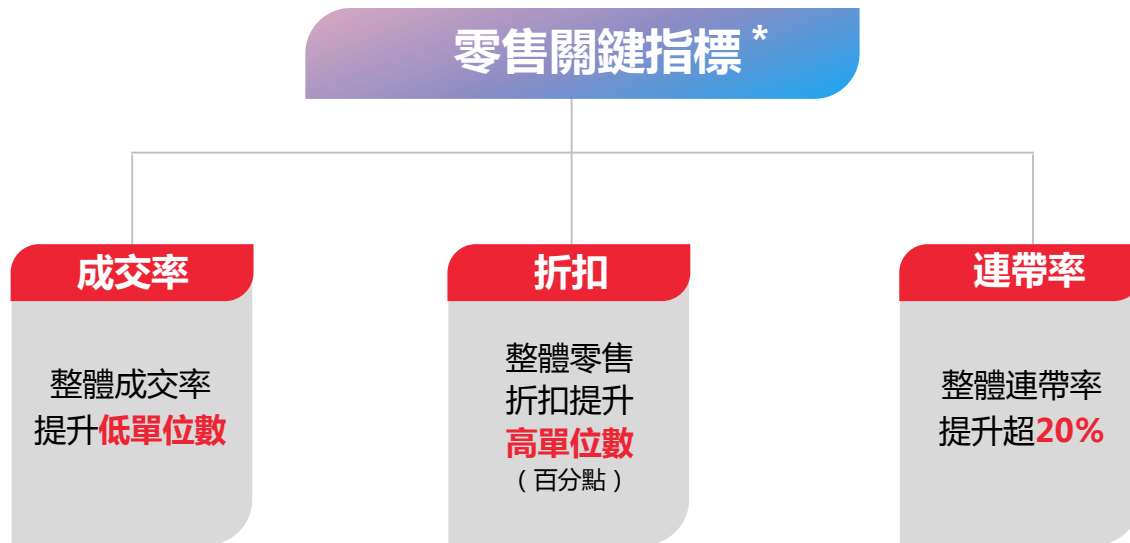 零售關鍵指標*
成交率
整體成交率
提升低單位數
折扣
整體零售
折扣提升
高單位數
(百分點)
連帶率
整體連帶率
提升超20%